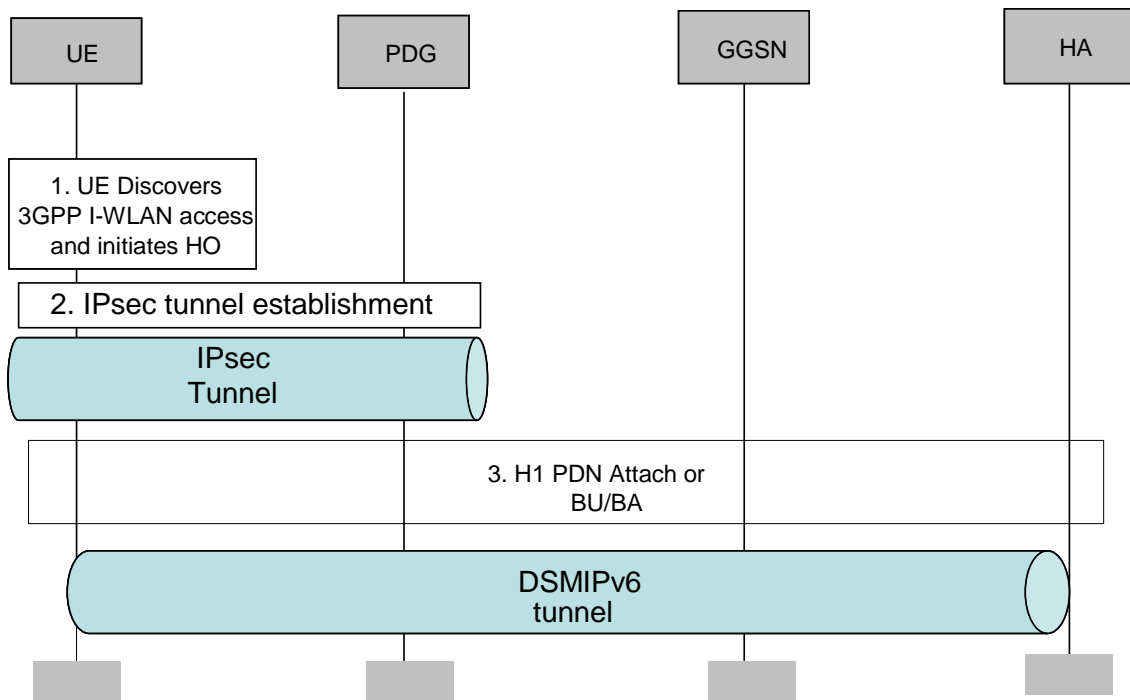 UE
PDG
GGSN
HA
1. UE Discovers
3GPP I-WLAN access
and initiates HO
2. IPsec tunnel establishment
IPsec
Tunnel
3. H1 PDN Attach or
BU/BA
DSMIPv6
tunnel